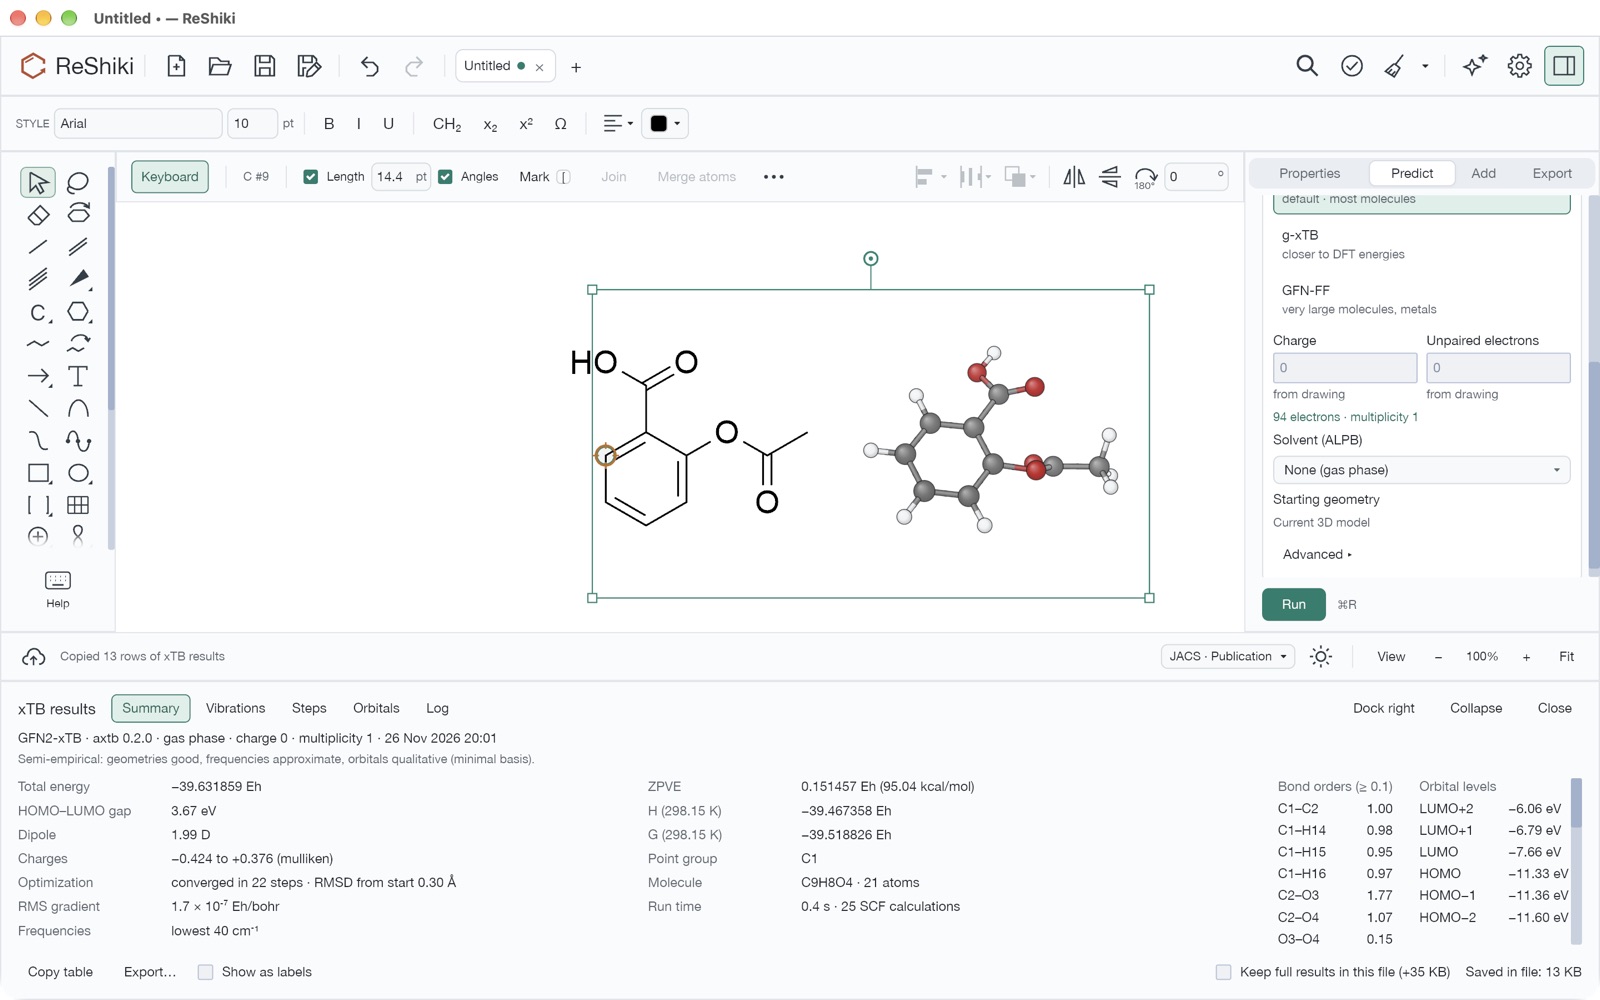 Untitled • — ReShiki
ReShiki
Untitled
STYLE Arial 10 pt B I U CH₂ x₂ x² Ω
Keyboard C #9 Length 14.4 pt Angles Mark [ Join Merge atoms ••• 180° 0 °
Properties Predict Add Export
default · most molecules
g-xTB
closer to DFT energies
GFN-FF
very large molecules, metals
Charge Unpaired electrons
0 0
from drawing from drawing
94 electrons · multiplicity 1
Solvent (ALPB)
None (gas phase)
Starting geometry
Current 3D model
Advanced
Run ⌘R
C
T
Help
HO O
O
O
Copied 13 rows of xTB results
JACS · Publication View − 100% + Fit
xTB results Summary Vibrations Steps Orbitals Log Dock right Collapse Close
GFN2-xTB · axtb 0.2.0 · gas phase · charge 0 · multiplicity 1 · 26 Nov 2026 20:01
Semi-empirical: geometries good, frequencies approximate, orbitals qualitative (minimal basis).
Total energy −39.631859 Eh
HOMO–LUMO gap 3.67 eV
Dipole 1.99 D
Charges −0.424 to +0.376 (mulliken)
Optimization converged in 22 steps · RMSD from start 0.30 Å
RMS gradient 1.7 × 10⁻⁷ Eh/bohr
Frequencies lowest 40 cm⁻¹
ZPVE 0.151457 Eh (95.04 kcal/mol)
H (298.15 K) −39.467358 Eh
G (298.15 K) −39.518826 Eh
Point group C1
Molecule C9H8O4 · 21 atoms
Run time 0.4 s · 25 SCF calculations
Bond orders (≥ 0.1)
C1–C2 1.00
C1–H14 0.98
C1–H15 0.95
C1–H16 0.97
C2–O3 1.77
C2–O4 1.07
O3–O4 0.15
Orbital levels
LUMO+2 −6.06 eV
LUMO+1 −6.79 eV
LUMO −7.66 eV
HOMO −11.33 eV
HOMO−1 −11.36 eV
HOMO−2 −11.60 eV
Copy table Export… Show as labels
Keep full results in this file (+35 KB) Saved in file: 13 KB